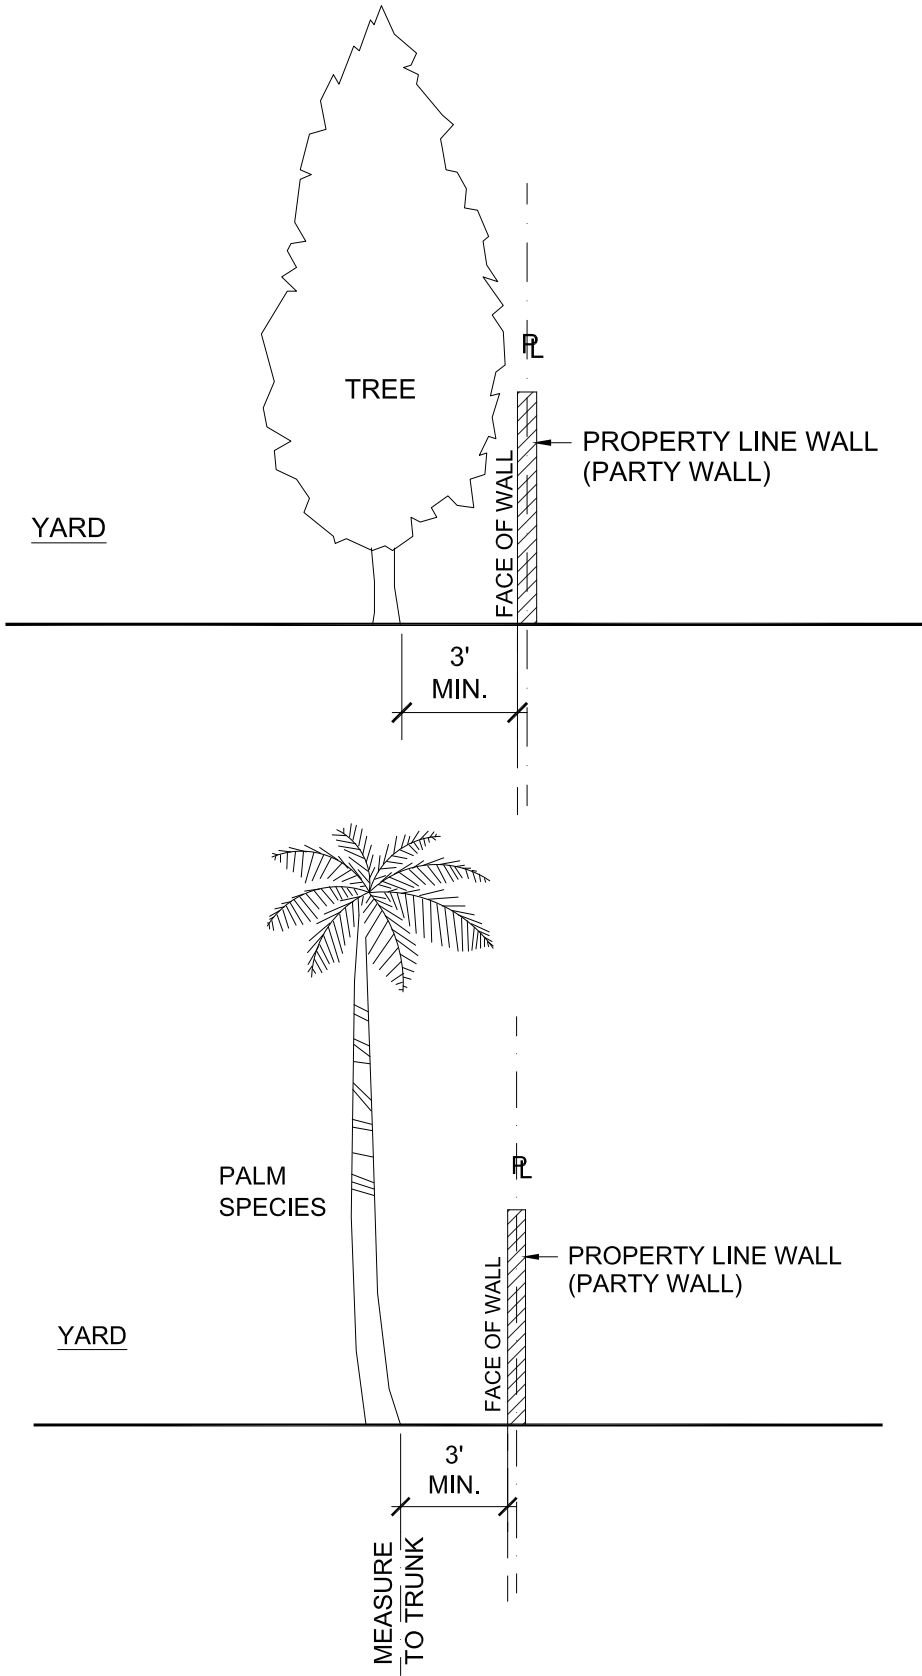 PL
TREE
PROPERTY LINE WALL
(PARTY WALL)
FACE OF WALL
YARD
3'
MIN.
PL
PALM
SPECIES
PROPERTY LINE WALL
(PARTY WALL)
FACE OF WALL
YARD
3'
MIN.
MEASURE
TO TRUNK